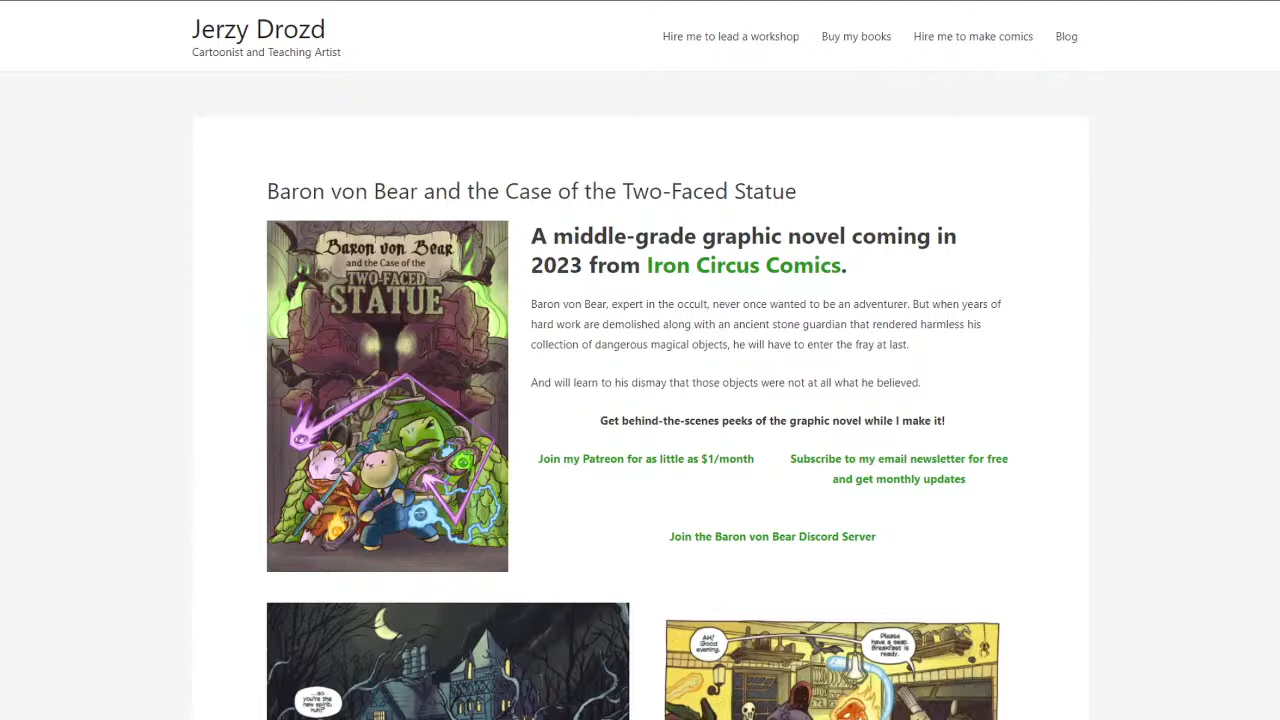 Jerzy Drozd
Cartoonist and Teaching Artist
Hire me to lead a workshop
Buy my books
Hire me to make comics
Blog
Baron von Bear and the Case of the Two-Faced Statue
Baron von Bear
and the Case of the
TWO-FACED
STATUE
A middle-grade graphic novel coming in
2023 from Iron Circus Comics.
Baron von Bear, expert in the occult, never once wanted to be an adventurer. But when years of
hard work are demolished along with an ancient stone guardian that rendered harmless his
collection of dangerous magical objects, he will have to enter the fray at last.
And will learn to his dismay that those objects were not at all what he believed.
Get behind-the-scenes peeks of the graphic novel while I make it!
Join my Patreon for as little as $1/month
Subscribe to my email newsletter for free
and get monthly updates
Join the Baron von Bear Discord Server
...so
you're the
new spirit,
huh?
AH!
Good
evening.
Please
have a seat.
Breakfast is
ready.